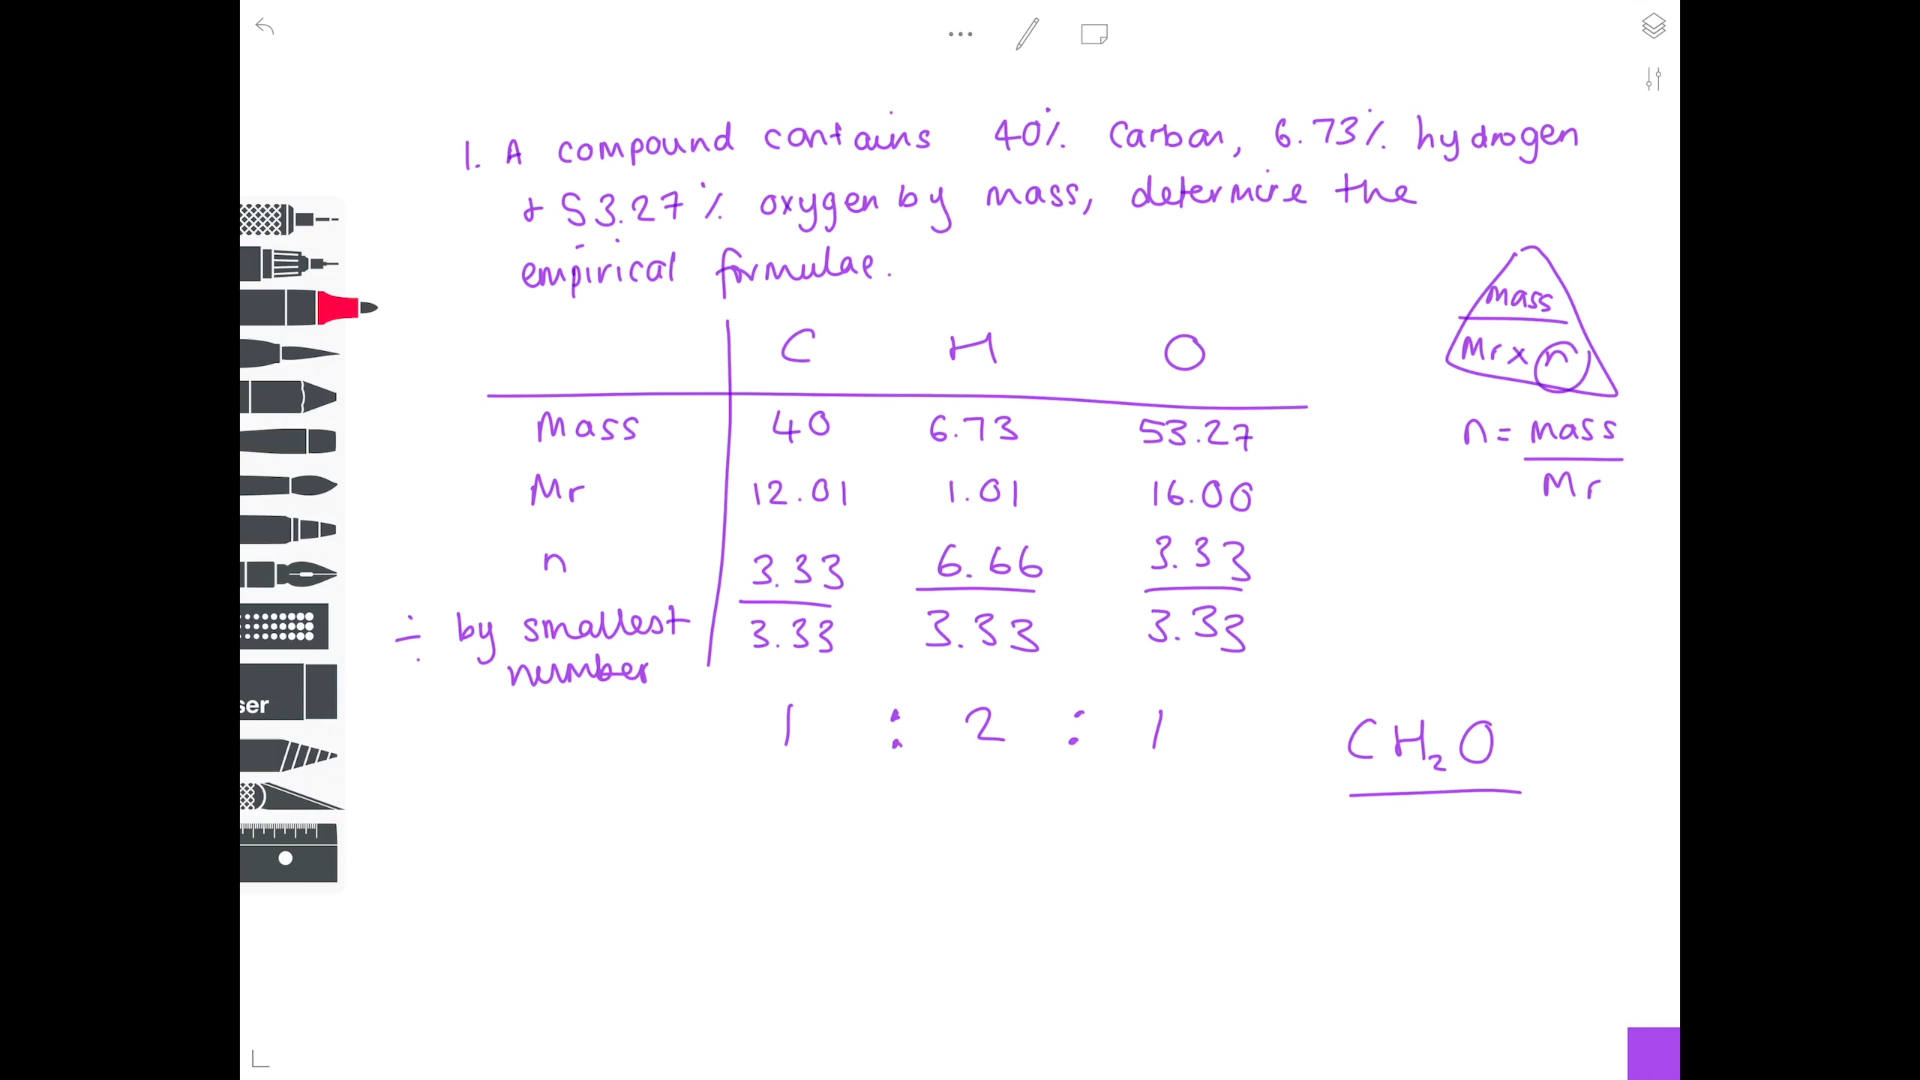 1. A compound contains 40% Carbon, 6.73% hydrogen
+ 53.27% oxygen by mass, determine the
empirical formulae.
mass
Mr x n
C H O
Mass 40 6.73 53.27
n = mass
Mr
Mr 12.01 1.01 16.00
n 3.33 6.66 3.33
÷ by smallest 3.33 3.33 3.33
number
1 : 2 : 1
CH₂O
ser